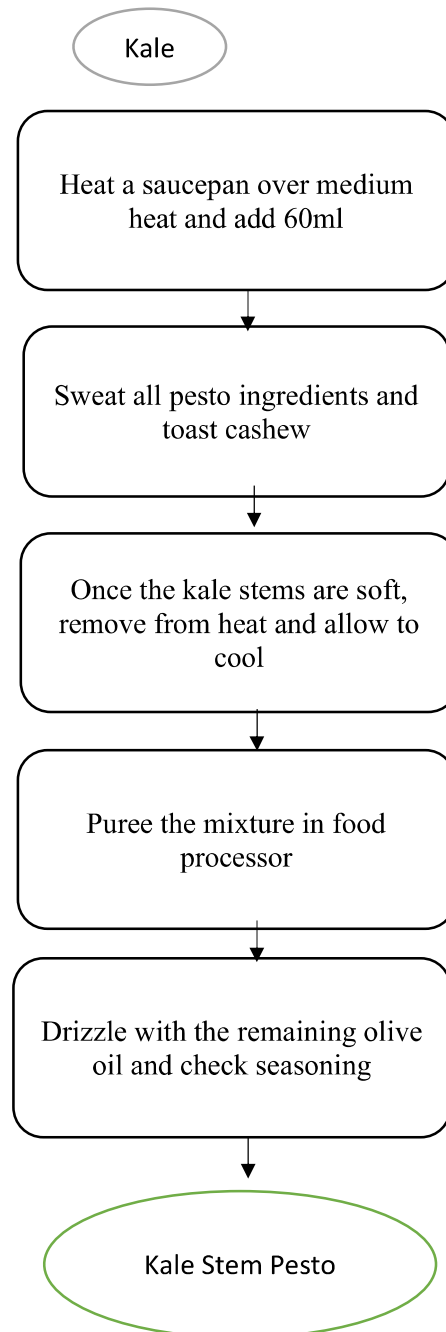 Kale
Heat a saucepan over medium
heat and add 60ml
Sweat all pesto ingredients and
toast cashew
Once the kale stems are soft,
remove from heat and allow to
cool
Puree the mixture in food
processor
Drizzle with the remaining olive
oil and check seasoning
Kale Stem Pesto